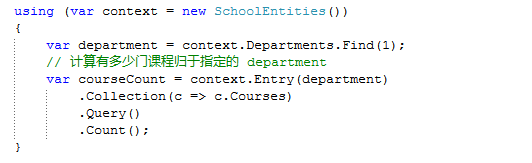 using (var context = new SchoolEntities())
{
    var department = context.Departments.Find(1);
    // 计算有多少门课程归于指定的 department
    var courseCount = context.Entry(department)
        .Collection(c => c.Courses)
        .Query()
        .Count();
}